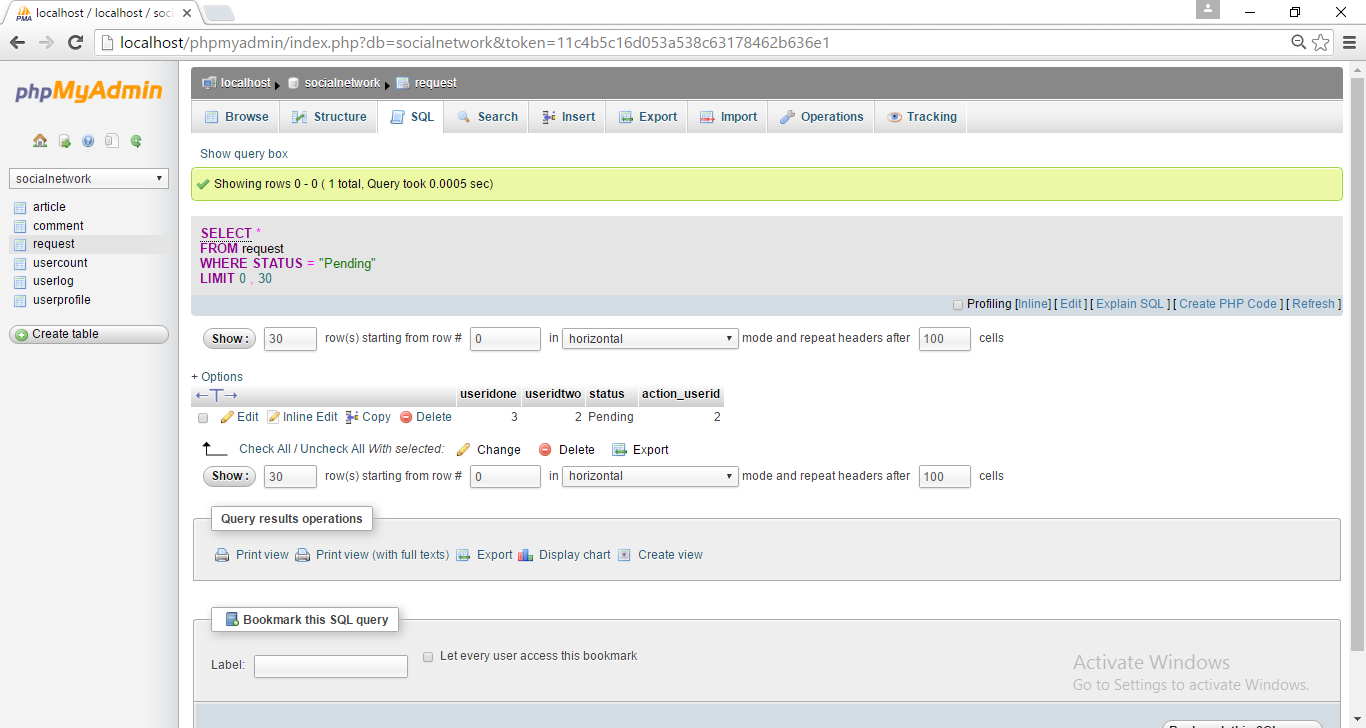 localhost / localhost / soci
localhost/phpmyadmin/index.php?db=socialnetwork&token=11c4b5c16d053a538c63178462b636e1
phpMyAdmin
socialnetwork
article
comment
request
usercount
userlog
userprofile
Create table
localhost socialnetwork request
Browse Structure SQL Search Insert Export Import Operations Tracking
Show query box
Showing rows 0 - 0 ( 1 total, Query took 0.0005 sec)
SELECT *
FROM request
WHERE STATUS = "Pending"
LIMIT 0 , 30
Profiling [Inline] [ Edit ] [ Explain SQL ] [ Create PHP Code ] [ Refresh ]
Show : 30 row(s) starting from row # 0 in horizontal mode and repeat headers after 100 cells
+ Options
←T→ useridone useridtwo status action_userid
Edit Inline Edit Copy Delete 3 2 Pending 2
Check All / Uncheck All With selected: Change Delete Export
Show : 30 row(s) starting from row # 0 in horizontal mode and repeat headers after 100 cells
Query results operations
Print view Print view (with full texts) Export Display chart Create view
Bookmark this SQL query
Label: Let every user access this bookmark
Activate Windows
Go to Settings to activate Windows.